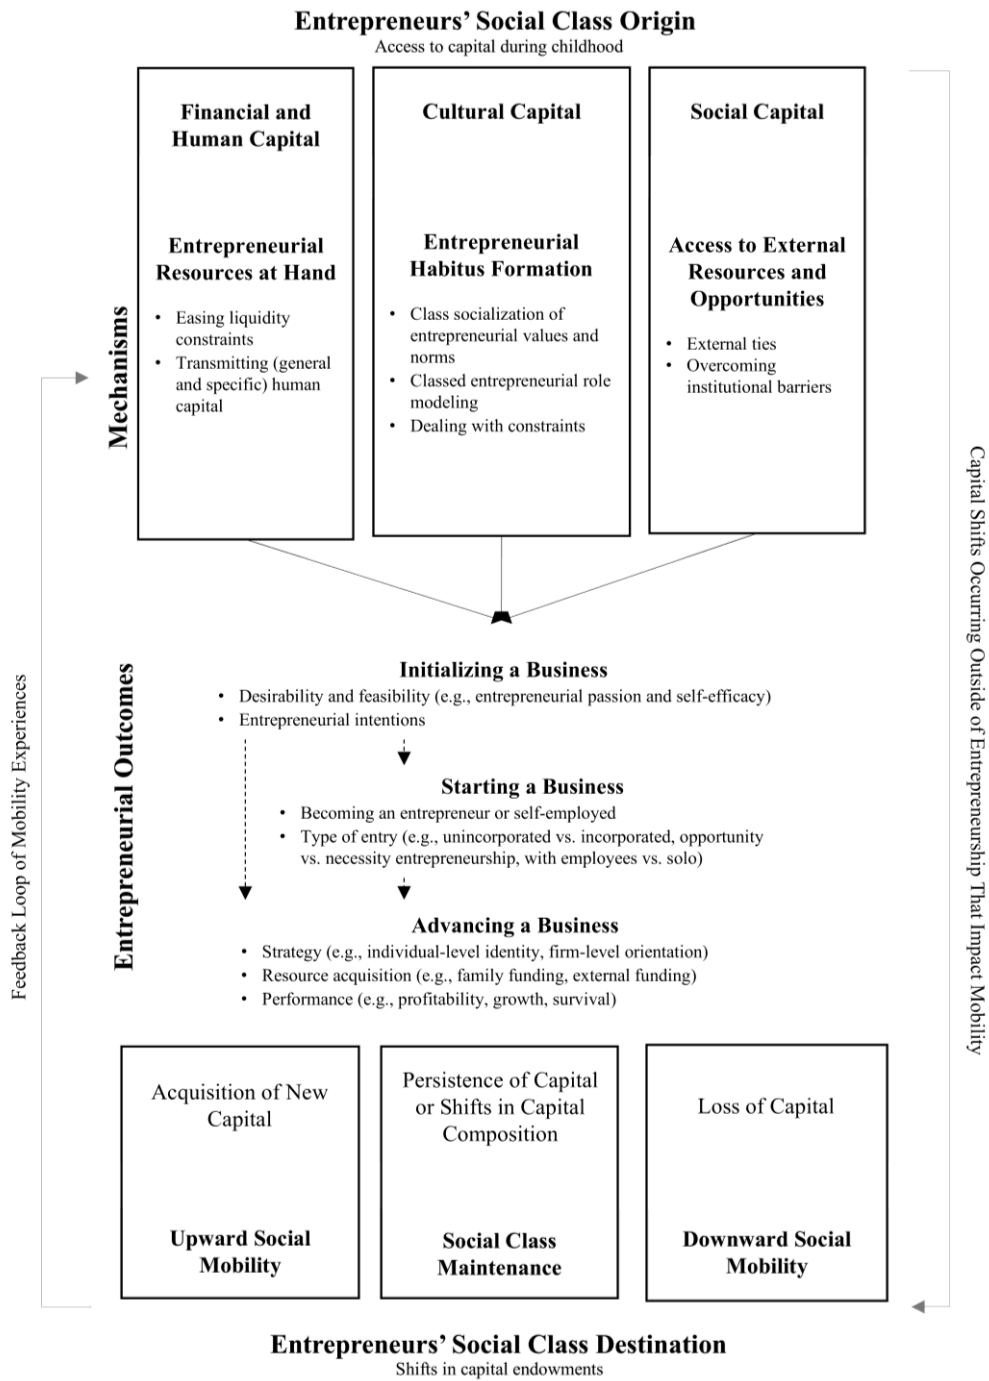 Entrepreneurs’ Social Class Origin
Access to capital during childhood
Financial and
Human Capital
Entrepreneurial
Resources at Hand
• Easing liquidity
constraints
• Transmitting (general
and specific) human
capital
Cultural Capital
Entrepreneurial
Habitus Formation
• Class socialization of
entrepreneurial values and
norms
• Classed entrepreneurial role
modeling
• Dealing with constraints
Social Capital
Access to External
Resources and
Opportunities
• External ties
• Overcoming
institutional barriers
Mechanisms
Entrepreneurial Outcomes
Initializing a Business
• Desirability and feasibility (e.g., entrepreneurial passion and self-efficacy)
• Entrepreneurial intentions
Starting a Business
• Becoming an entrepreneur or self-employed
• Type of entry (e.g., unincorporated vs. incorporated, opportunity
vs. necessity entrepreneurship, with employees vs. solo)
Advancing a Business
• Strategy (e.g., individual-level identity, firm-level orientation)
• Resource acquisition (e.g., family funding, external funding)
• Performance (e.g., profitability, growth, survival)
Feedback Loop of Mobility Experiences
Capital Shifts Occurring Outside of Entrepreneurship That Impact Mobility
Acquisition of New
Capital
Upward Social
Mobility
Persistence of Capital
or Shifts in Capital
Composition
Social Class
Maintenance
Loss of Capital
Downward Social
Mobility
Entrepreneurs’ Social Class Destination
Shifts in capital endowments